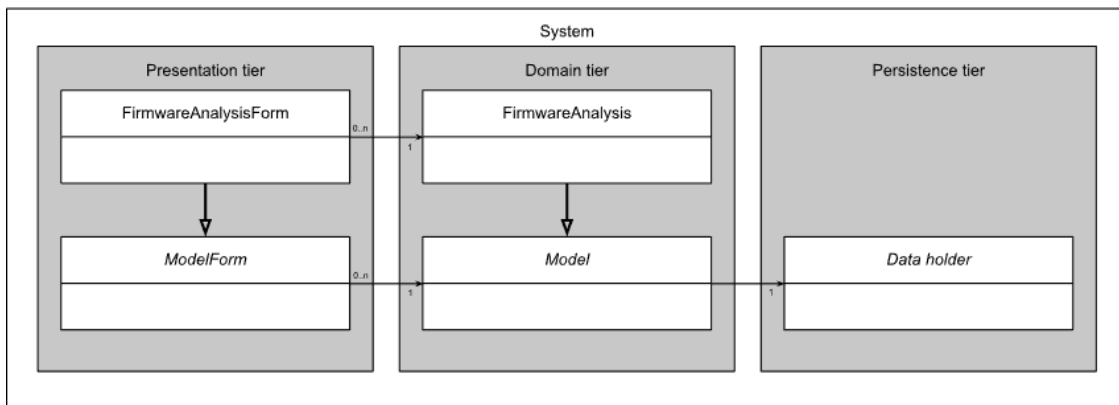 System
Presentation tier
Domain tier
Persistence tier
FirmwareAnalysisForm
FirmwareAnalysis
0..n
1
ModelForm
Model
Data holder
0..n
1
1